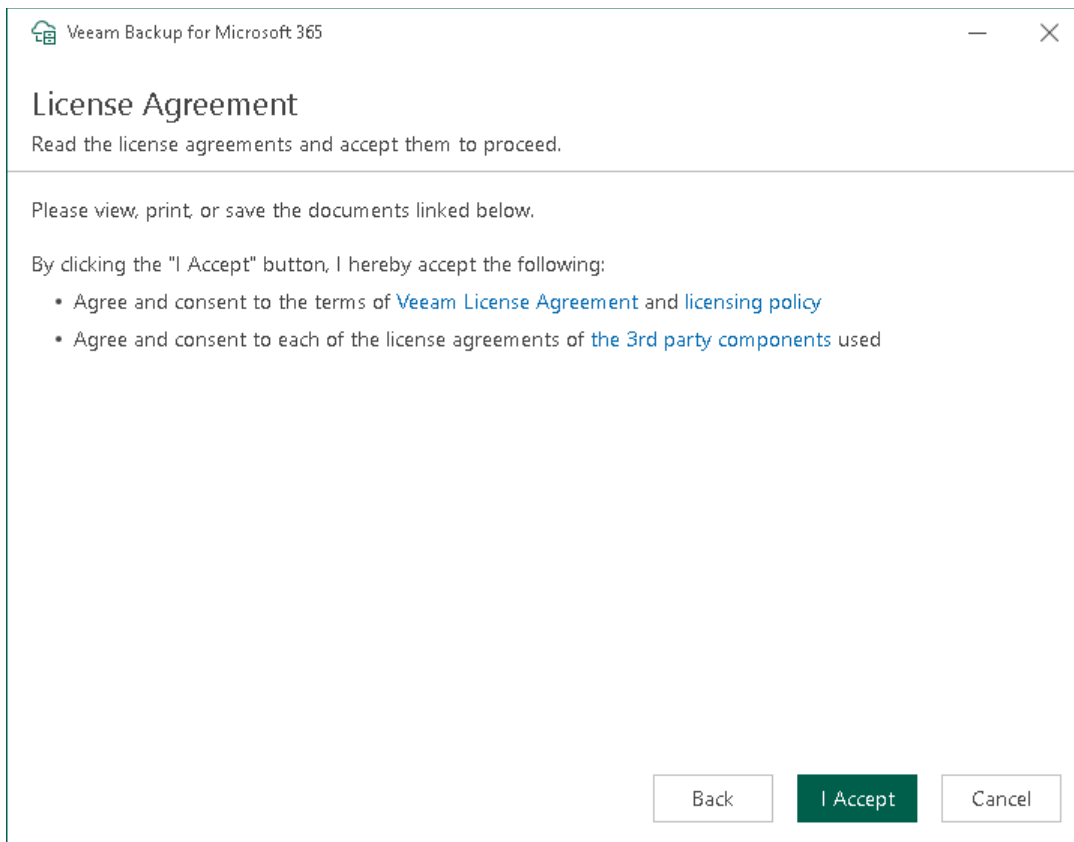 Veeam Backup for Microsoft 365
License Agreement
Read the license agreements and accept them to proceed.
Please view, print, or save the documents linked below.
By clicking the "I Accept" button, I hereby accept the following:
• Agree and consent to the terms of Veeam License Agreement and licensing policy
• Agree and consent to each of the license agreements of the 3rd party components used
Back I Accept Cancel